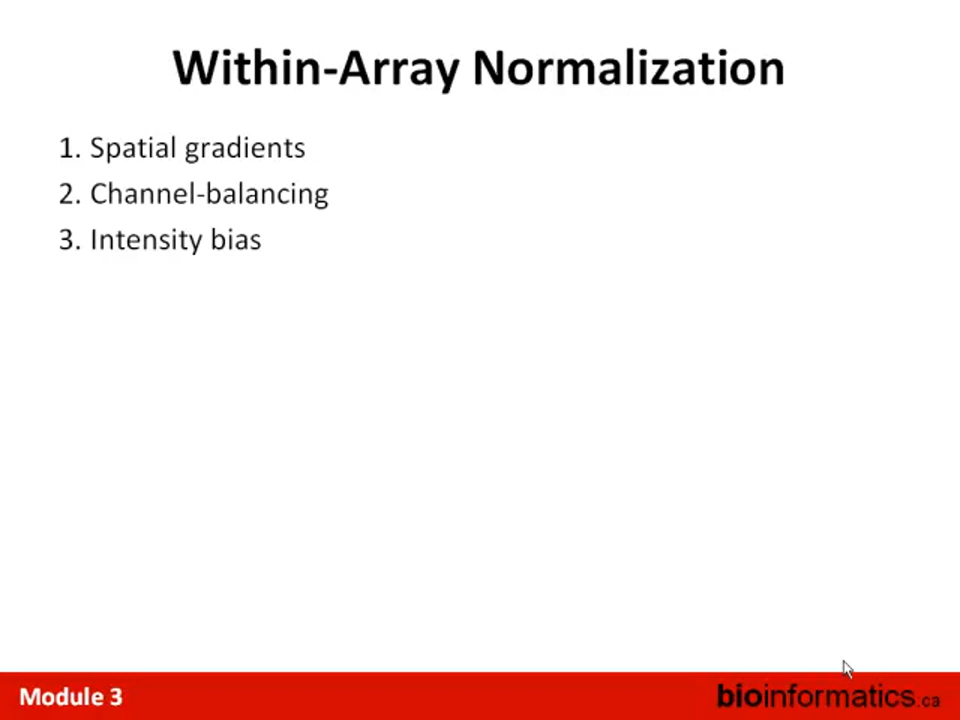 Within-Array Normalization
1. Spatial gradients
2. Channel-balancing
3. Intensity bias
Module 3
bioinformatics.ca